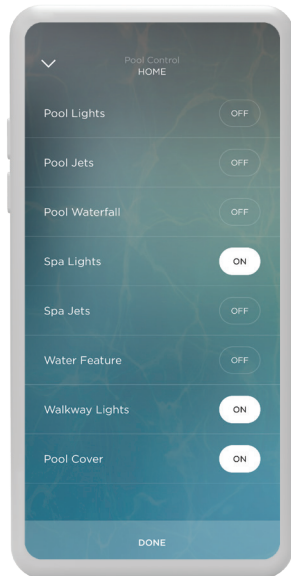 Pool Control
HOME
Pool Lights OFF
Pool Jets OFF
Pool Waterfall OFF
Spa Lights ON
Spa Jets OFF
Water Feature OFF
Walkway Lights ON
Pool Cover ON
DONE